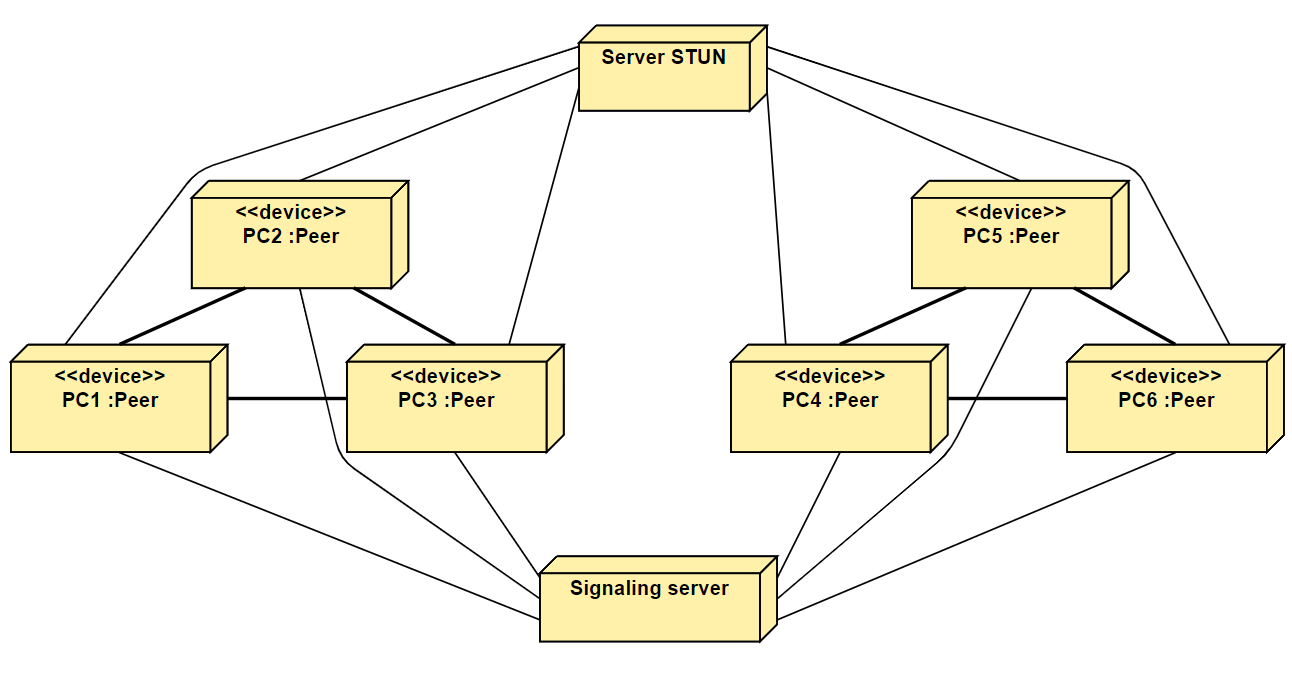 Server STUN
<<device>>
PC2 :Peer
<<device>>
PC5 :Peer
<<device>>
PC1 :Peer
<<device>>
PC3 :Peer
<<device>>
PC4 :Peer
<<device>>
PC6 :Peer
Signaling server